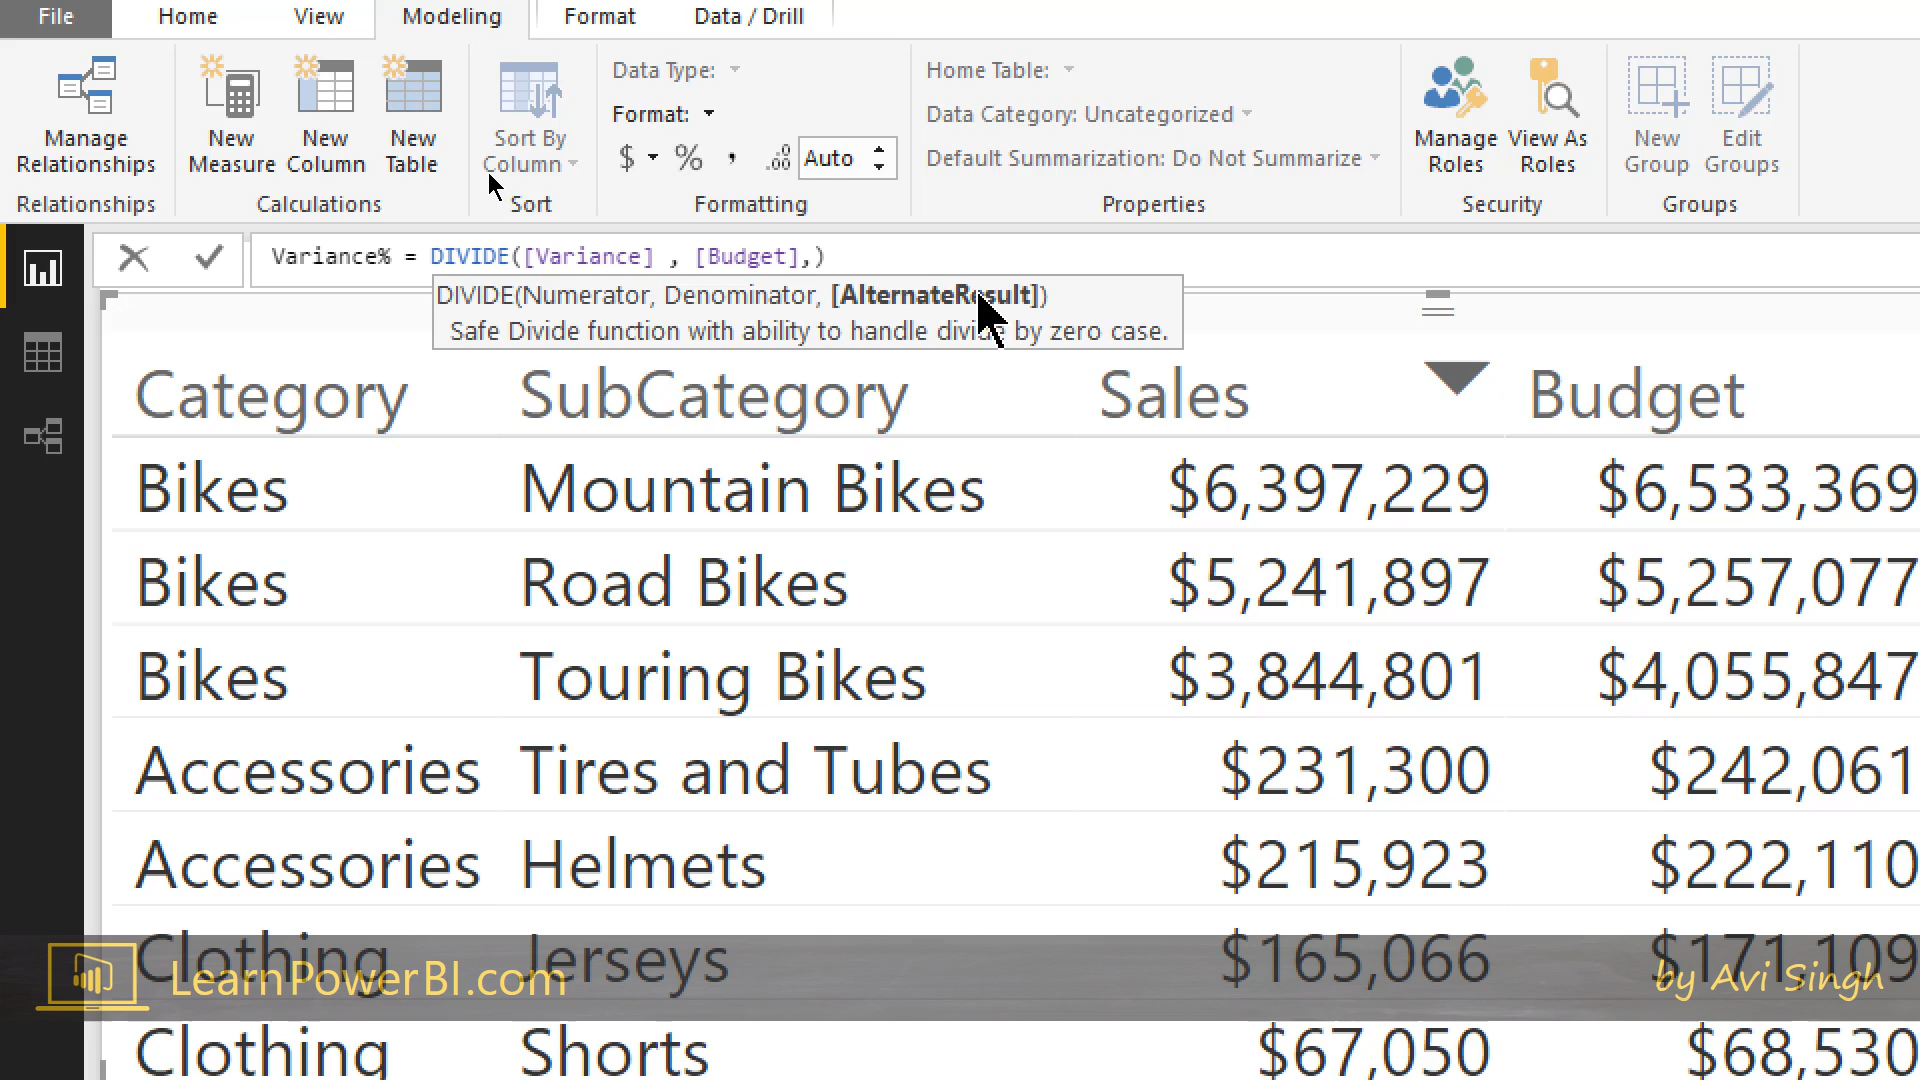 File Home View Modeling Format Data / Drill
Manage Relationships
New Measure
New Column
New Table
Sort By Column
Data Type:
Format:
$ % , .00 Auto
Home Table:
Data Category: Uncategorized
Default Summarization: Do Not Summarize
Manage Roles
View As Roles
New Group
Edit Groups
Relationships Calculations Sort Formatting Properties Security Groups
Variance% = DIVIDE([Variance] , [Budget],)
DIVIDE(Numerator, Denominator, [AlternateResult])
Safe Divide function with ability to handle divide by zero case.
Category SubCategory Sales Budget
Bikes Mountain Bikes $6,397,229 $6,533,369
Bikes Road Bikes $5,241,897 $5,257,077
Bikes Touring Bikes $3,844,801 $4,055,847
Accessories Tires and Tubes $231,300 $242,061
Accessories Helmets $215,923 $222,110
Clothing Jerseys $165,066 $171,109
LearnPowerBI.com by Avi Singh
Clothing Shorts $67,050 $68,530